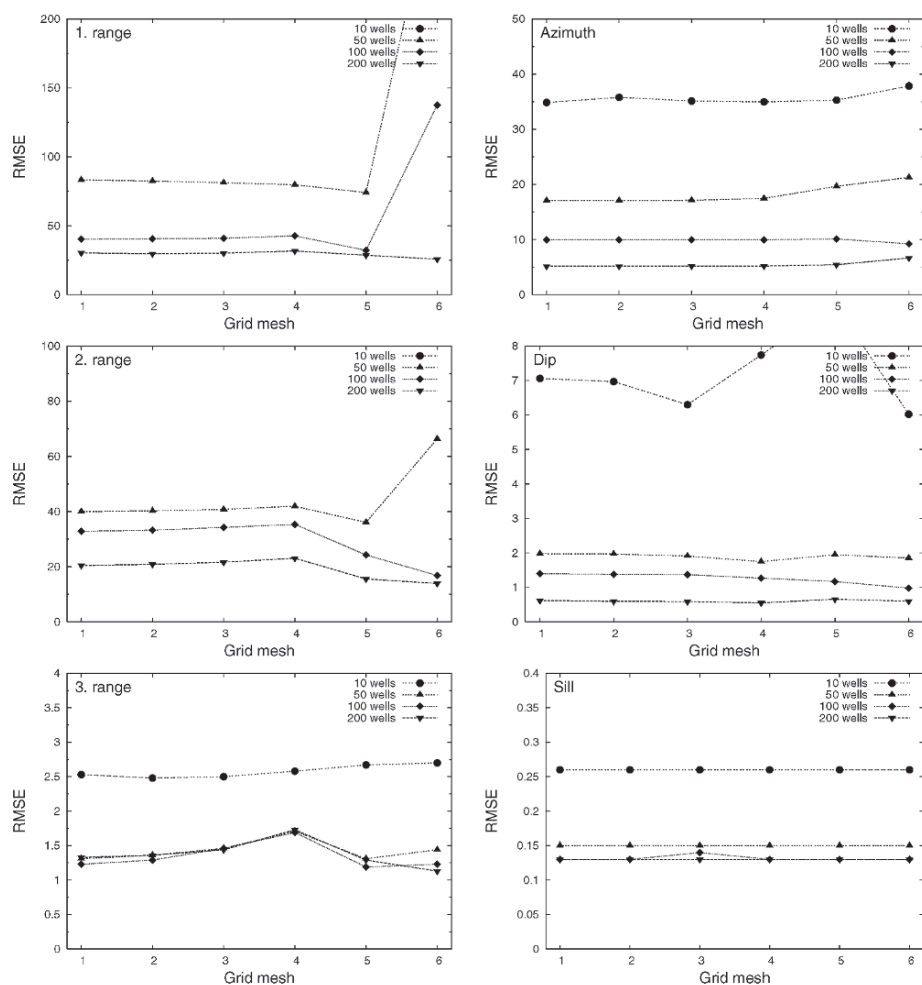 1. range
10 wells
50 wells
100 wells
200 wells
RMSE
200
150
100
50
0
1 2 3 4 5 6
Grid mesh
Azimuth
10 wells
50 wells
100 wells
200 wells
RMSE
50
40
30
20
10
0
1 2 3 4 5 6
Grid mesh
2. range
10 wells
50 wells
100 wells
200 wells
RMSE
100
80
60
40
20
0
1 2 3 4 5 6
Grid mesh
Dip
10 wells
50 wells
100 wells
200 wells
RMSE
8
7
6
5
4
3
2
1
0
1 2 3 4 5 6
Grid mesh
3. range
10 wells
50 wells
100 wells
200 wells
RMSE
4
3.5
3
2.5
2
1.5
1
0.5
0
1 2 3 4 5 6
Grid mesh
Sill
10 wells
50 wells
100 wells
200 wells
RMSE
0.4
0.35
0.3
0.25
0.2
0.15
0.1
0.05
0
1 2 3 4 5 6
Grid mesh